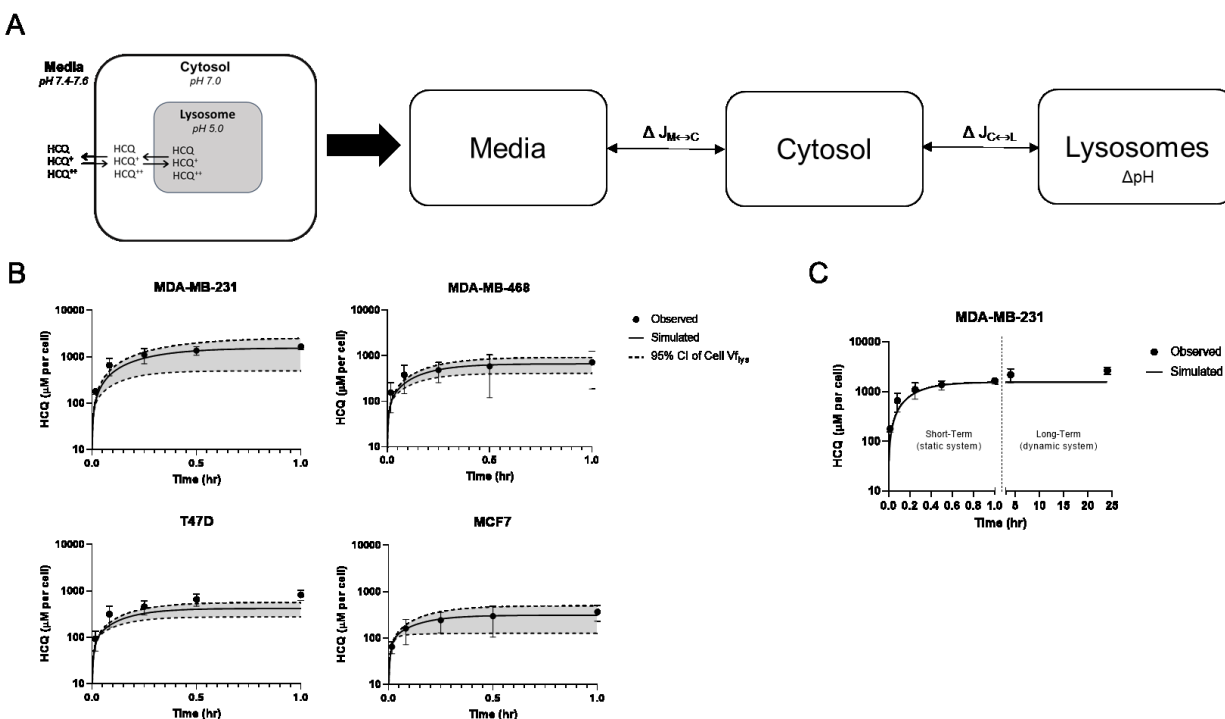 A
Media
pH 7.4-7.6
Cytosol
pH 7.0
Lysosome
pH 5.0
HCQ
HCQ⁺
HCQ⁺⁺
HCQ
HCQ⁺
HCQ⁺⁺
HCQ
HCQ⁺
HCQ⁺⁺
Media
Δ J M↔C
Cytosol
Δ J C↔L
Lysosomes
ΔpH
B
MDA-MB-231
HCQ (μM per cell)
10000
1000
100
10
0.0 0.5 1.0
Time (hr)
MDA-MB-468
HCQ (μM per cell)
10000
1000
100
10
0.0 0.5 1.0
Time (hr)
Observed
Simulated
95% CI of Cell Vflys
T47D
HCQ (μM per cell)
10000
1000
100
10
0.0 0.5 1.0
Time (hr)
MCF7
HCQ (μM per cell)
10000
1000
100
10
0.0 0.5 1.0
Time (hr)
C
MDA-MB-231
HCQ (μM per cell)
10000
1000
100
10
Short-Term
(static system)
Long-Term
(dynamic system)
0.0 0.2 0.4 0.6 0.8 1.0 5 10 15 20 25
Time (hr)
Observed
Simulated